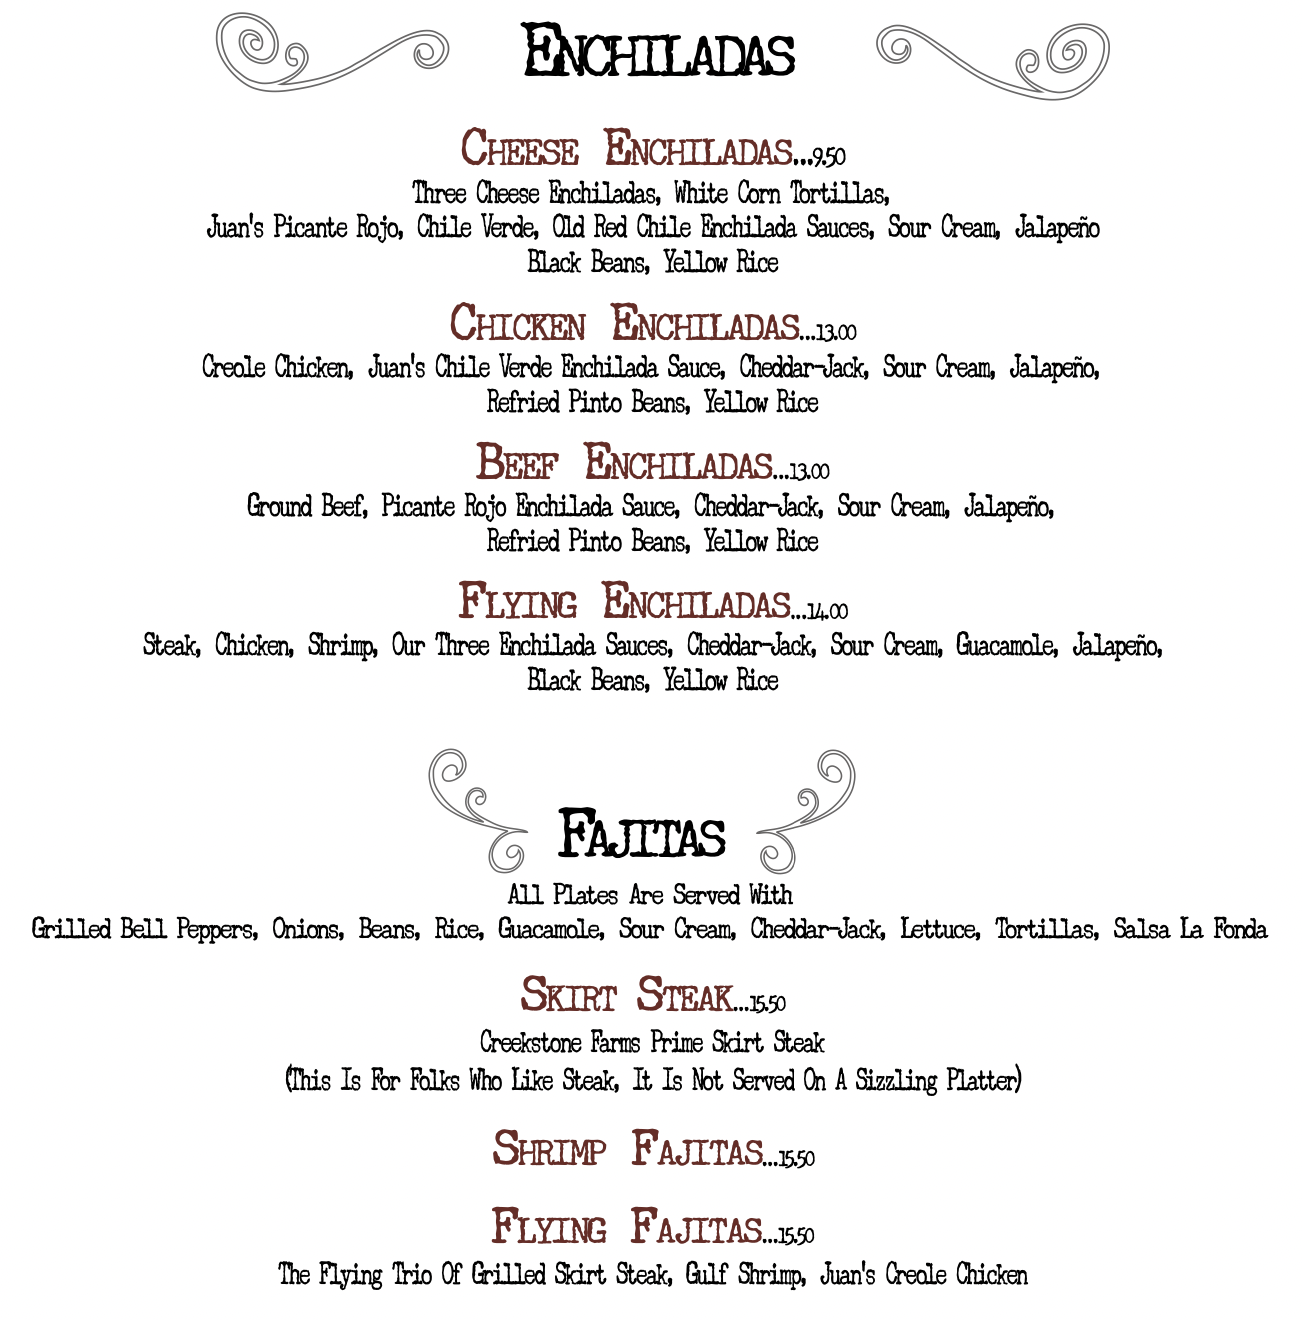 Enchiladas
Cheese Enchiladas...9.50
Three Cheese Enchiladas, White Corn Tortillas,
Juan's Picante Rojo, Chile Verde, Old Red Chile Enchilada Sauces, Sour Cream, Jalapeño
Black Beans, Yellow Rice
Chicken Enchiladas...13.00
Creole Chicken, Juan's Chile Verde Enchilada Sauce, Cheddar-Jack, Sour Cream, Jalapeño,
Refried Pinto Beans, Yellow Rice
Beef Enchiladas...13.00
Ground Beef, Picante Rojo Enchilada Sauce, Cheddar-Jack, Sour Cream, Jalapeño,
Refried Pinto Beans, Yellow Rice
Flying Enchiladas...14.00
Steak, Chicken, Shrimp, Our Three Enchilada Sauces, Cheddar-Jack, Sour Cream, Guacamole, Jalapeño,
Black Beans, Yellow Rice
Fajitas
All Plates Are Served With
Grilled Bell Peppers, Onions, Beans, Rice, Guacamole, Sour Cream, Cheddar-Jack, Lettuce, Tortillas, Salsa La Fonda
Skirt Steak...15.50
Creekstone Farms Prime Skirt Steak
(This Is For Folks Who Like Steak, It Is Not Served On A Sizzling Platter)
Shrimp Fajitas...15.50
Flying Fajitas...15.50
The Flying Trio Of Grilled Skirt Steak, Gulf Shrimp, Juan's Creole Chicken